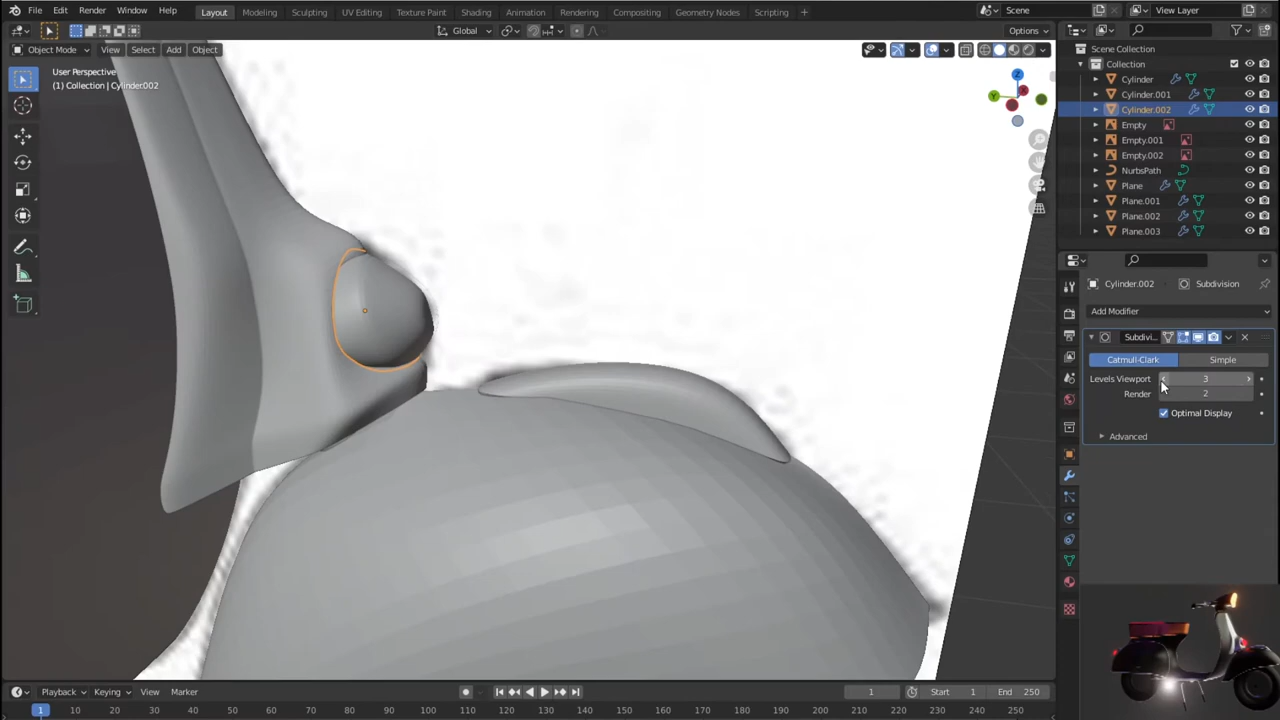 File Edit Render Window Help Layout Modeling Sculpting UV Editing Texture Paint Shading Animation Rendering Compositing Geometry Nodes Scripting + Scene View Layer
Global Options
Object Mode View Select Add Object
User Perspective
(1) Collection | Cylinder.002
Z
Y
X
Scene Collection
Collection
Cylinder
Cylinder.001
Cylinder.002
Empty
Empty.001
Empty.002
NurbsPath
Plane
Plane.001
Plane.002
Plane.003
Cylinder.002 Subdivision
Add Modifier
Subdivi...
Catmull-Clark Simple
Levels Viewport 3
Render 2
Optimal Display
Advanced
Playback Keying View Marker 1 Start 1 End 250
1 10 20 30 40 50 60 70 80 90 100 110 120 130 140 150 160 170 180 190 200 210 220 230 240 250